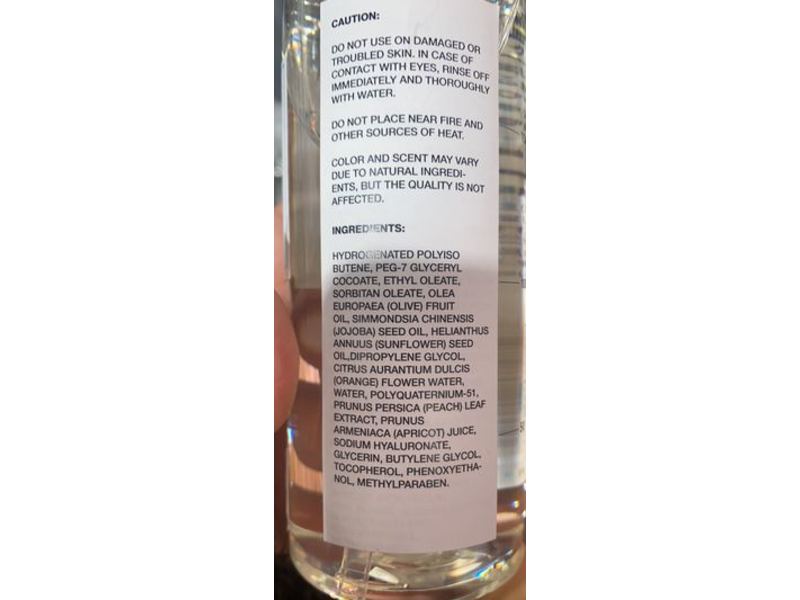 CAUTION:
DO NOT USE ON DAMAGED OR
TROUBLED SKIN. IN CASE OF
CONTACT WITH EYES, RINSE OFF
IMMEDIATELY AND THOROUGHLY
WITH WATER.
DO NOT PLACE NEAR FIRE AND
OTHER SOURCES OF HEAT.
COLOR AND SCENT MAY VARY
DUE TO NATURAL INGREDI-
ENTS, BUT THE QUALITY IS NOT
AFFECTED.
INGREDIENTS:
HYDROGENATED POLYISO
BUTENE, PEG-7 GLYCERYL
COCOATE, ETHYL OLEATE,
SORBITAN OLEATE, OLEA
EUROPAEA (OLIVE) FRUIT
OIL, SIMMONDSIA CHINENSIS
(JOJOBA) SEED OIL, HELIANTHUS
ANNUUS (SUNFLOWER) SEED
OIL,DIPROPYLENE GLYCOL,
CITRUS AURANTIUM DULCIS
(ORANGE) FLOWER WATER,
WATER, POLYQUATERNIUM-51,
PRUNUS PERSICA (PEACH) LEAF
EXTRACT, PRUNUS
ARMENIACA (APRICOT) JUICE,
SODIUM HYALURONATE,
GLYCERIN, BUTYLENE GLYCOL,
TOCOPHEROL, PHENOXYETHA-
NOL, METHYLPARABEN.